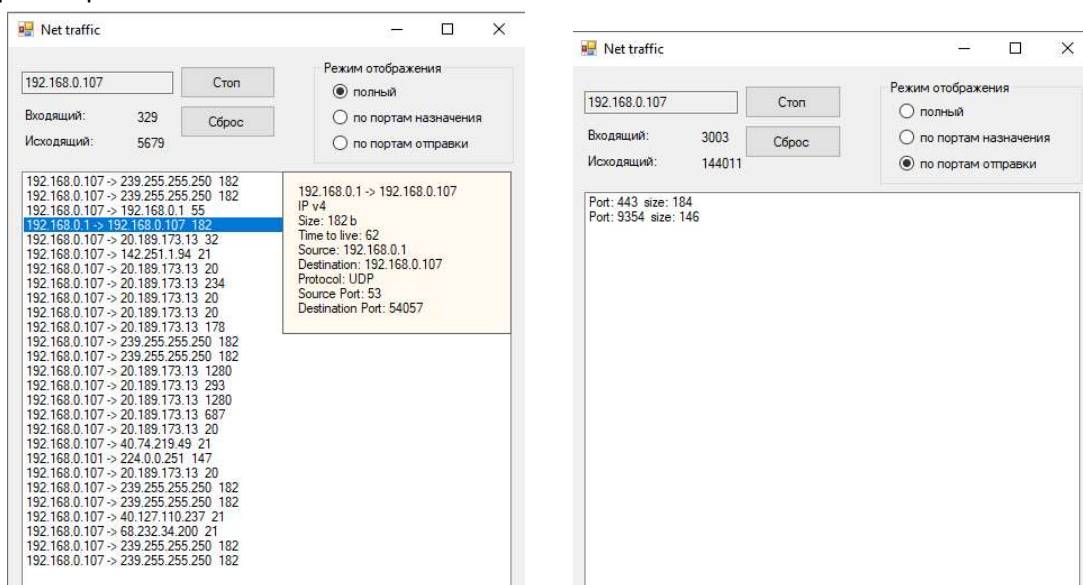 Net traffic
192.168.0.107
Стоп
Режим отображения
полный
Входящий: 329
Сброс
по портам назначения
Исходящий: 5679
по портам отправки
192.168.0.107 -> 239.255.255.250 182
192.168.0.107 -> 239.255.255.250 182
192.168.0.107 -> 192.168.0.1 55
192.168.0.1 -> 192.168.0.107 182
192.168.0.107 -> 20.189.173.13 32
192.168.0.107 -> 142.251.1.94 21
192.168.0.107 -> 20.189.173.13 20
192.168.0.107 -> 20.189.173.13 234
192.168.0.107 -> 20.189.173.13 20
192.168.0.107 -> 20.189.173.13 20
192.168.0.107 -> 20.189.173.13 178
192.168.0.107 -> 239.255.255.250 182
192.168.0.107 -> 239.255.255.250 182
192.168.0.107 -> 20.189.173.13 1280
192.168.0.107 -> 20.189.173.13 293
192.168.0.107 -> 20.189.173.13 1280
192.168.0.107 -> 20.189.173.13 687
192.168.0.107 -> 20.189.173.13 20
192.168.0.107 -> 40.74.219.49 21
192.168.0.101 -> 224.0.0.251 147
192.168.0.107 -> 20.189.173.13 20
192.168.0.107 -> 239.255.255.250 182
192.168.0.107 -> 239.255.255.250 182
192.168.0.107 -> 40.127.110.237 21
192.168.0.107 -> 68.232.34.200 21
192.168.0.107 -> 239.255.255.250 182
192.168.0.107 -> 239.255.255.250 182
192.168.0.1 -> 192.168.0.107
IP v4
Size: 182 b
Time to live: 62
Source: 192.168.0.1
Destination: 192.168.0.107
Protocol: UDP
Source Port: 53
Destination Port: 54057
Net traffic
192.168.0.107
Стоп
Режим отображения
полный
Входящий: 3003
Сброс
по портам назначения
Исходящий: 144011
по портам отправки
Port: 443 size: 184
Port: 9354 size: 146